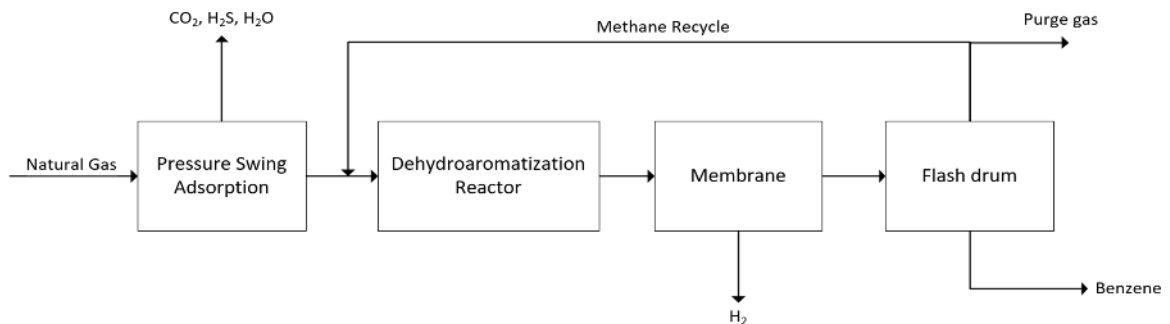 CO₂, H₂S, H₂O
Purge gas
Methane Recycle
Natural Gas
Pressure Swing
Adsorption
Dehydroaromatization
Reactor
Membrane
Flash drum
Benzene
H₂